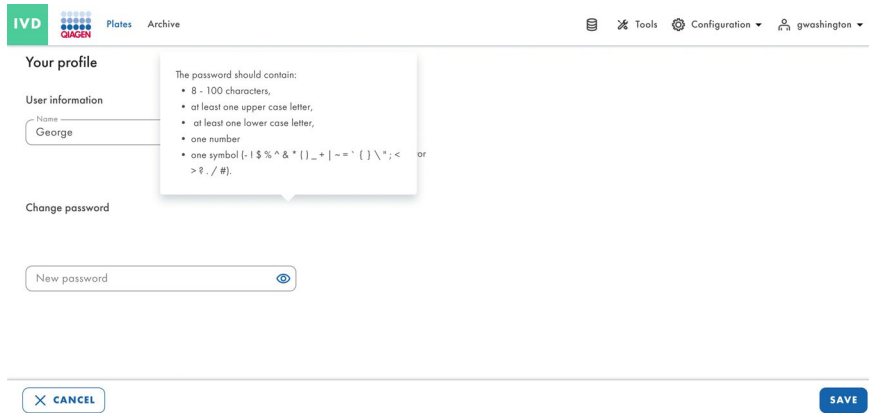 IVD
QIAGEN
Plates
Archive
Tools
Configuration
gwashington
Your profile
User information
Name
George
The password should contain:
• 8 - 100 characters,
• at least one upper case letter,
• at least one lower case letter,
• one number
• one symbol (- ! $ % ^ & * ( ) _ + | ~ = ` { } \ " ; <
> ? . / #).
or
Change password
New password
CANCEL
SAVE